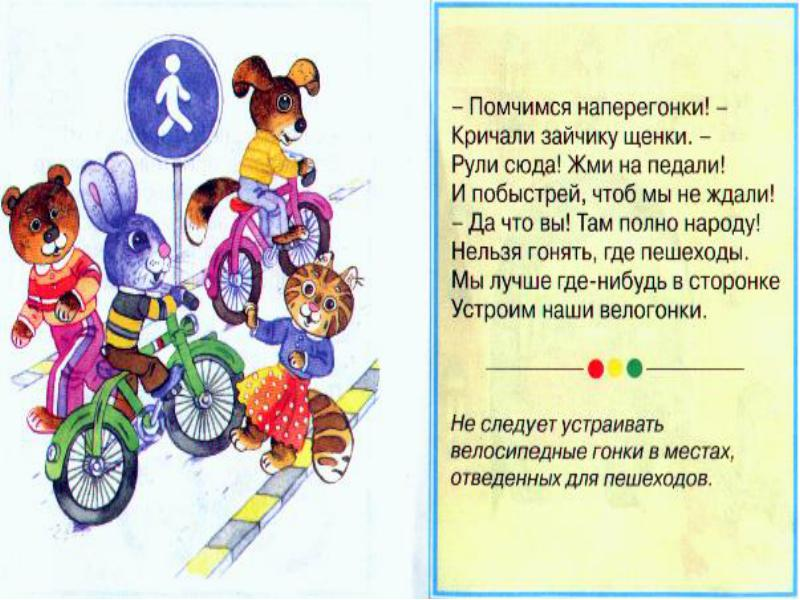 – Помчимся наперегонки! –
Кричали зайчику щенки. –
Рули сюда! Жми на педали!
И побыстрей, чтоб мы не ждали!
– Да что вы! Там полно народу!
Нельзя гонять, где пешеходы.
Мы лучше где-нибудь в сторонке
Устроим наши велогонки.
Не следует устраивать
велосипедные гонки в местах,
отведенных для пешеходов.